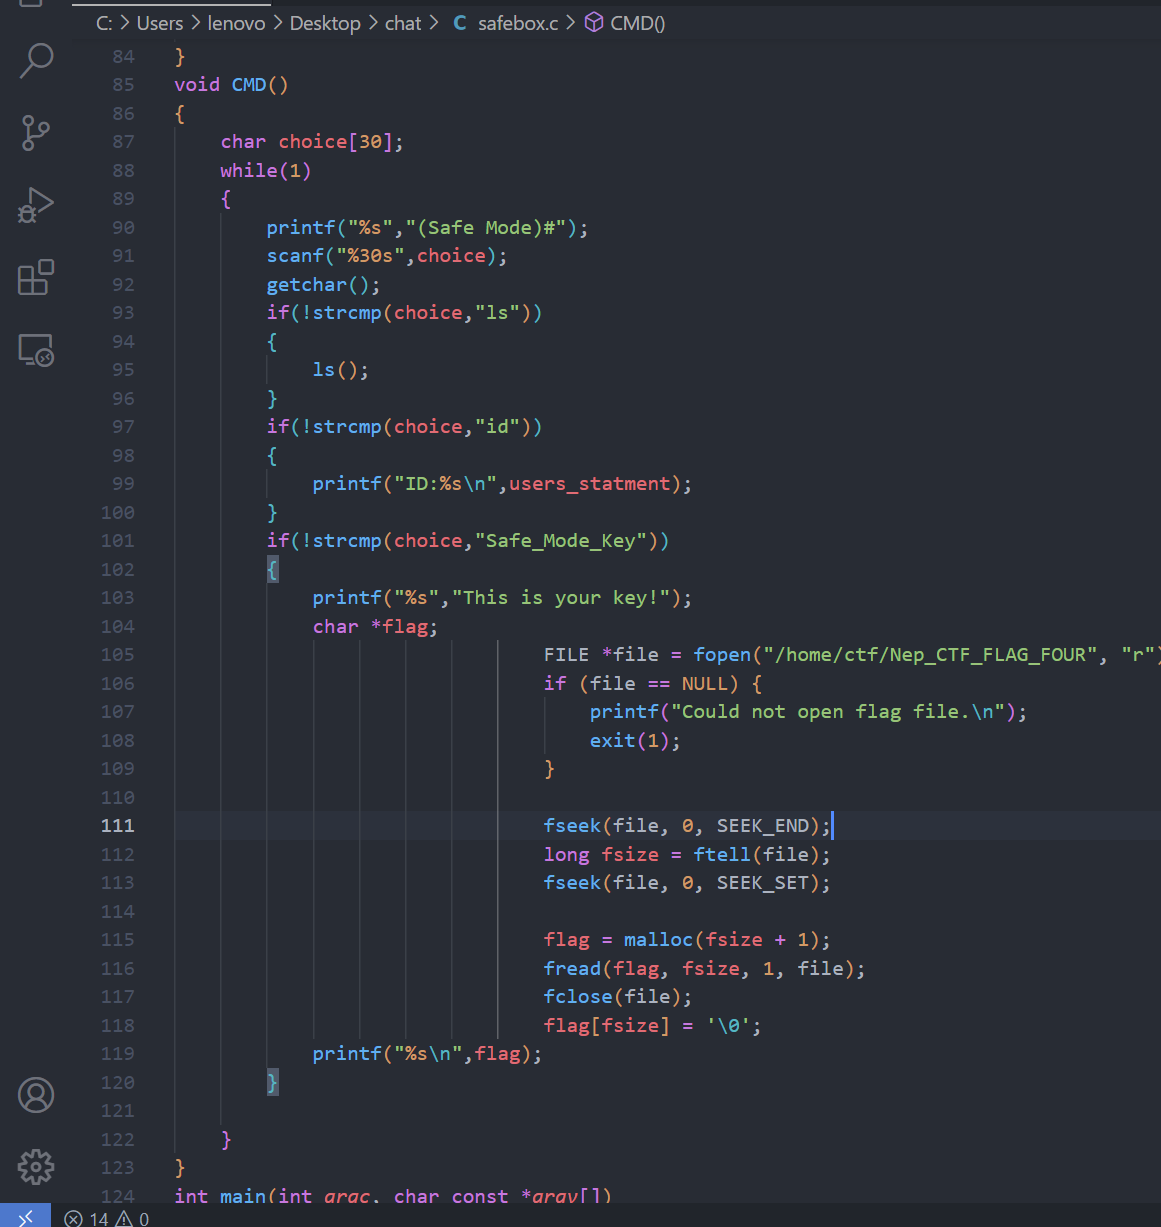 C: > Users > lenovo > Desktop > chat > C safebox.c > CMD()
84 }
85 void CMD()
86 {
87 char choice[30];
88 while(1)
89 {
90 printf("%s","(Safe Mode)#");
91 scanf("%30s",choice);
92 getchar();
93 if(!strcmp(choice,"ls"))
94 {
95 ls();
96 }
97 if(!strcmp(choice,"id"))
98 {
99 printf("ID:%s\n",users_statment);
100 }
101 if(!strcmp(choice,"Safe_Mode_Key"))
102 {
103 printf("%s","This is your key!");
104 char *flag;
105 FILE *file = fopen("/home/ctf/Nep_CTF_FLAG_FOUR", "r")
106 if (file == NULL) {
107 printf("Could not open flag file.\n");
108 exit(1);
109 }
110
111 fseek(file, 0, SEEK_END);
112 long fsize = ftell(file);
113 fseek(file, 0, SEEK_SET);
114
115 flag = malloc(fsize + 1);
116 fread(flag, fsize, 1, file);
117 fclose(file);
118 flag[fsize] = '\0';
119 printf("%s\n",flag);
120 }
121
122 }
123 }
124 int main(int argc, char const *argv[])
14 0